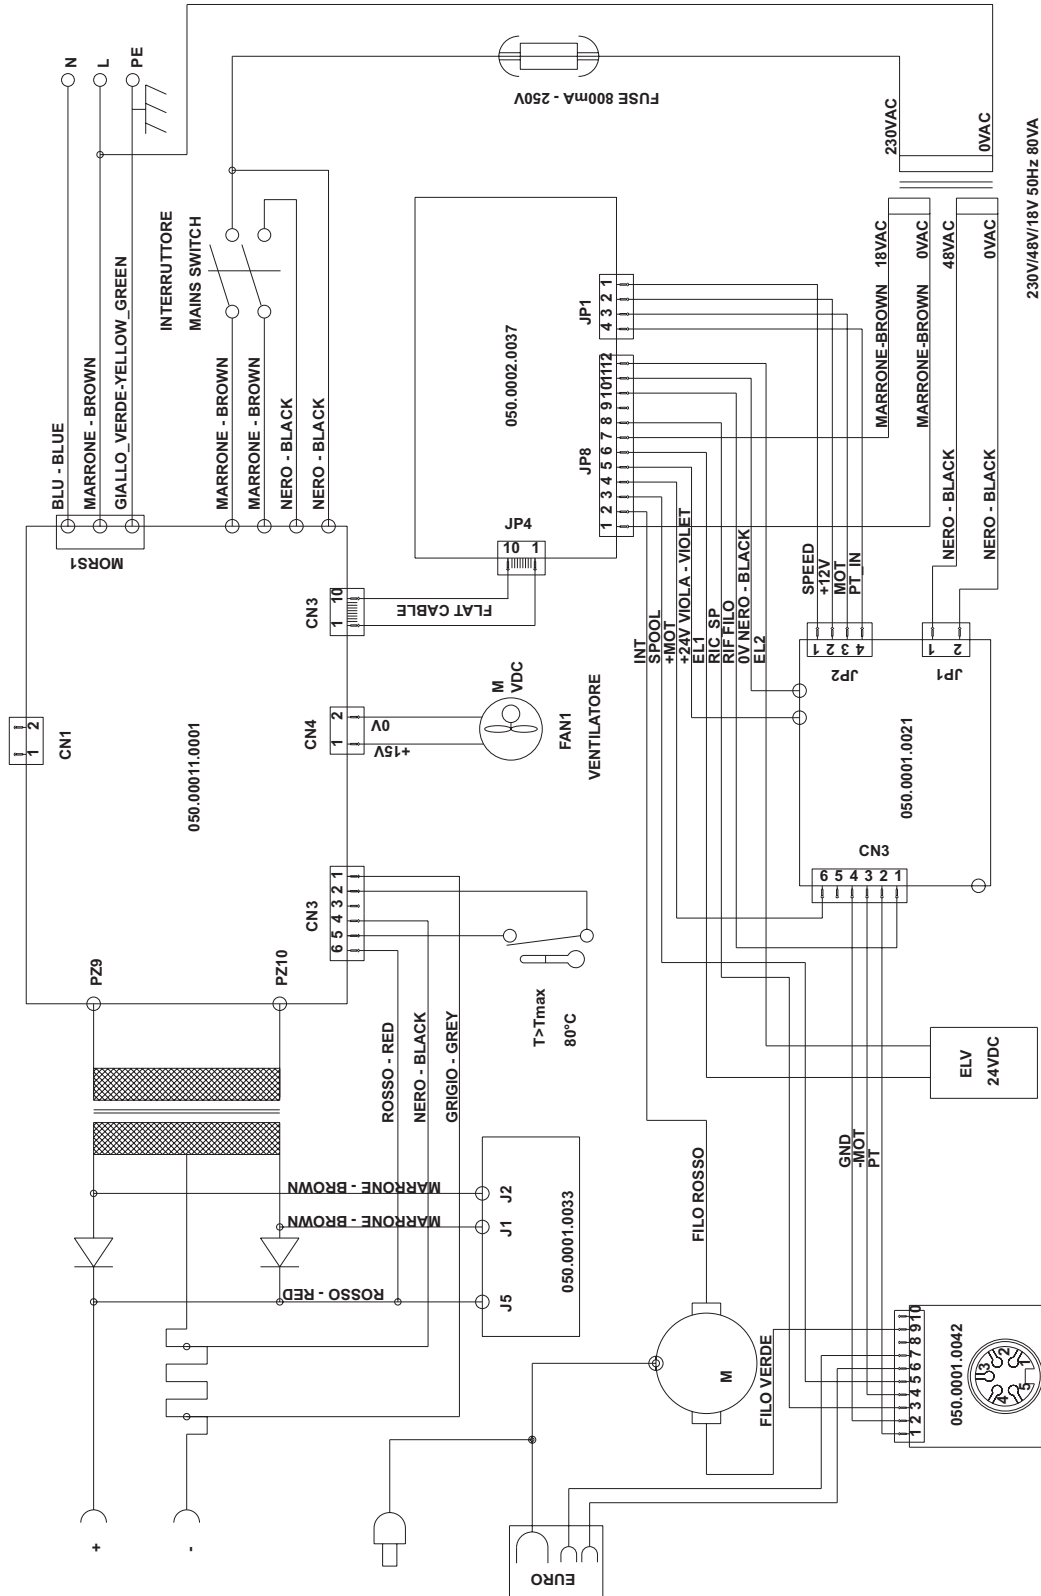 N
L
PE
BLU - BLUE
MARRONE - BROWN
GIALLO_VERDE-YELLOW_GREEN
MORS1
INTERRUTTORE
MAINS SWITCH
MARRONE - BROWN
MARRONE - BROWN
NERO - BLACK
NERO - BLACK
FUSE 800mA - 250V
230VAC
0VAC
18VAC
0VAC
48VAC
0VAC
230V/48V/18V 50Hz 80VA
MARRONE-BROWN
MARRONE-BROWN
NERO - BLACK
NERO - BLACK
CN1
1 2
050.00011.0001
CN3
1 10
FLAT CABLE
JP4
10 1
050.0002.0037
JP1
4 3 2 1
JP8
1 2 3 4 5 6 7 8 9 10 11 12
CN4
1 2
+15V
0V
M
VDC
FAN1
VENTILATORE
CN3
6 5 4 3 2 1
PZ9
PZ10
T>Tmax
80°C
ROSSO - RED
NERO - BLACK
GRIGIO - GREY
MARRONE - BROWN
MARRONE - BROWN
ROSSO - RED
J2
J1
J5
050.0001.0033
INT
SPOOL
+MOT
+24V VIOLA - VIOLET
EL1
RIC_SP
RIF FILO
0V NERO - BLACK
EL2
SPEED
+12V
MOT
PT_IN
JP2
1 2 3 4
JP1
1 2
050.0001.0021
CN3
6 5 4 3 2 1
GND
-MOT
PT
ELV
24VDC
FILO ROSSO
M
FILO VERDE
050.0001.0042
1 2 3 4 5 6 7 8 9 10
1 2 3 4 5
EURO
+
-